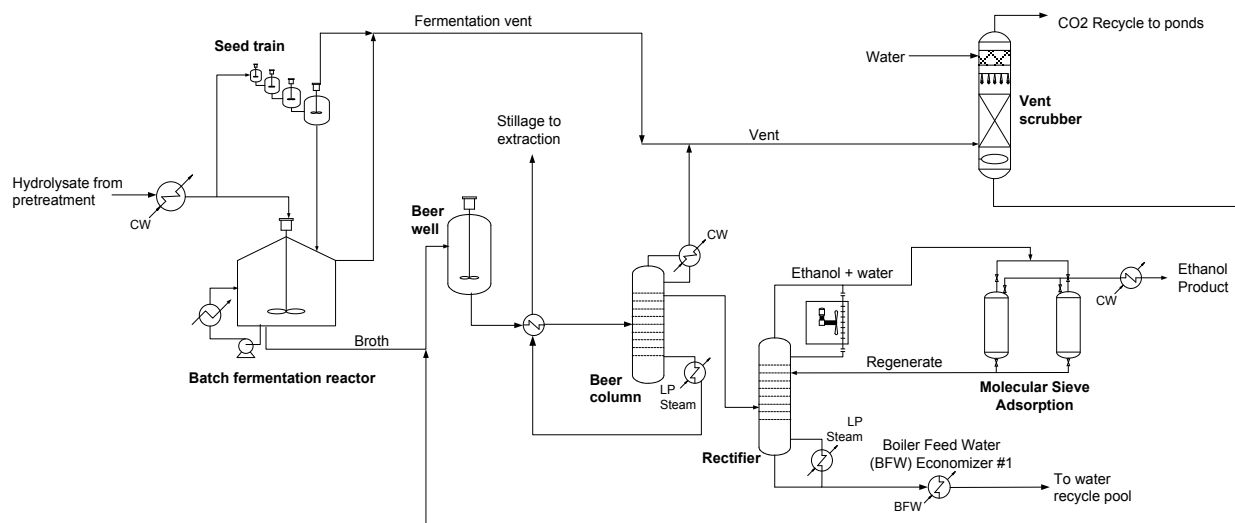 Fermentation vent
CO2 Recycle to ponds
Seed train
Water
Vent
scrubber
Stillage to
extraction
Vent
Hydrolysate from
pretreatment
CW
Beer
well
CW
Ethanol + water
Ethanol
Product
CW
Broth
Batch fermentation reactor
Beer
column
LP
Steam
Regenerate
Molecular Sieve
Adsorption
LP
Steam
Rectifier
Boiler Feed Water
(BFW) Economizer #1
BFW
To water
recycle pool